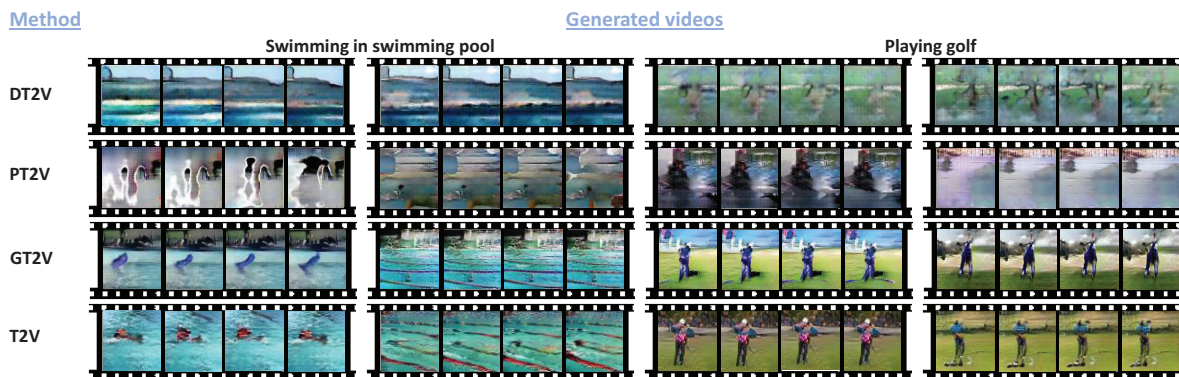 Method
Generated videos
Swimming in swimming pool
Playing golf
DT2V
PT2V
GT2V
T2V